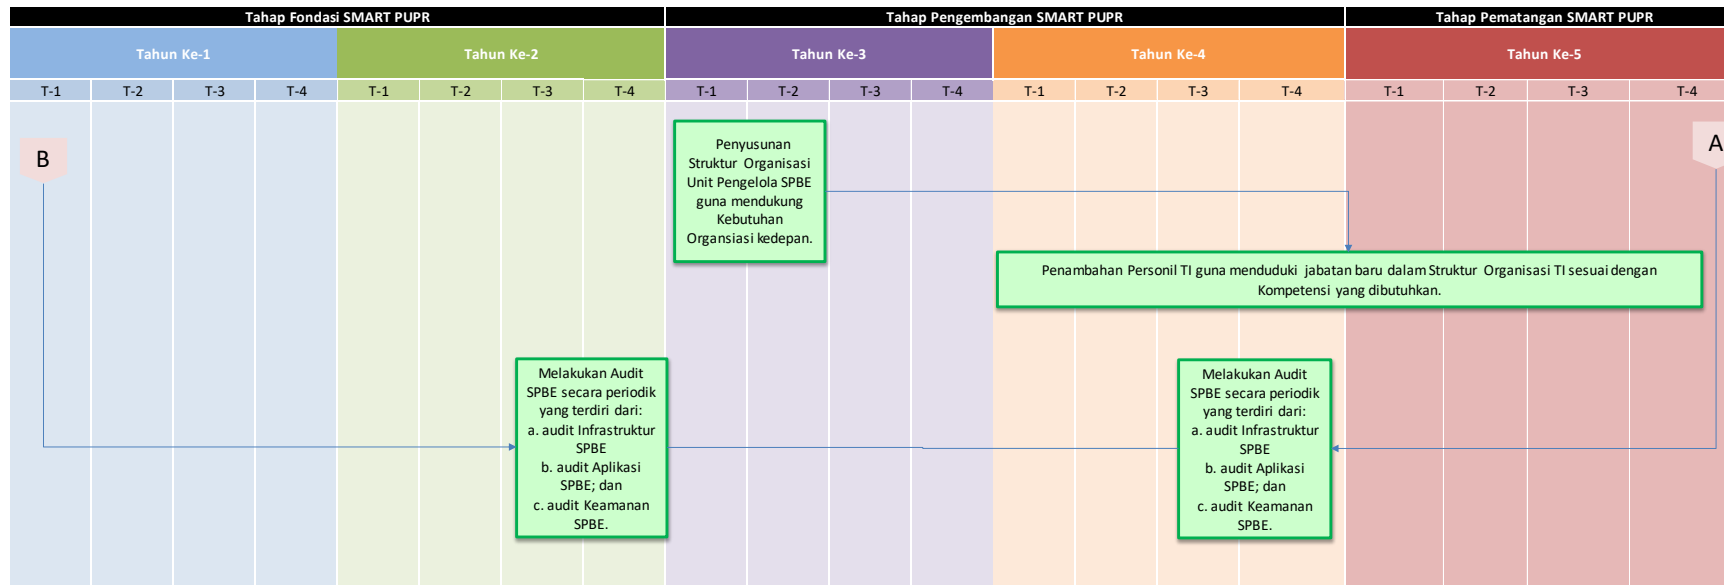 Tahap Fondasi SMART PUPR
Tahap Pengembangan SMART PUPR
Tahap Pematangan SMART PUPR
Tahun Ke-1
Tahun Ke-2
Tahun Ke-3
Tahun Ke-4
Tahun Ke-5
T-1 T-2 T-3 T-4 T-1 T-2 T-3 T-4 T-1 T-2 T-3 T-4 T-1 T-2 T-3 T-4 T-1 T-2 T-3 T-4
B
Penyusunan
Struktur Organisasi
Unit Pengelola SPBE
guna mendukung
Kebutuhan
Organsiasi kedepan.
A
Penambahan Personil TI guna menduduki jabatan baru dalam Struktur Organisasi TI sesuai dengan
Kompetensi yang dibutuhkan.
Melakukan Audit
SPBE secara periodik
yang terdiri dari:
a. audit Infrastruktur
SPBE
b. audit Aplikasi
SPBE; dan
c. audit Keamanan
SPBE.
Melakukan Audit
SPBE secara periodik
yang terdiri dari:
a. audit Infrastruktur
SPBE
b. audit Aplikasi
SPBE; dan
c. audit Keamanan
SPBE.